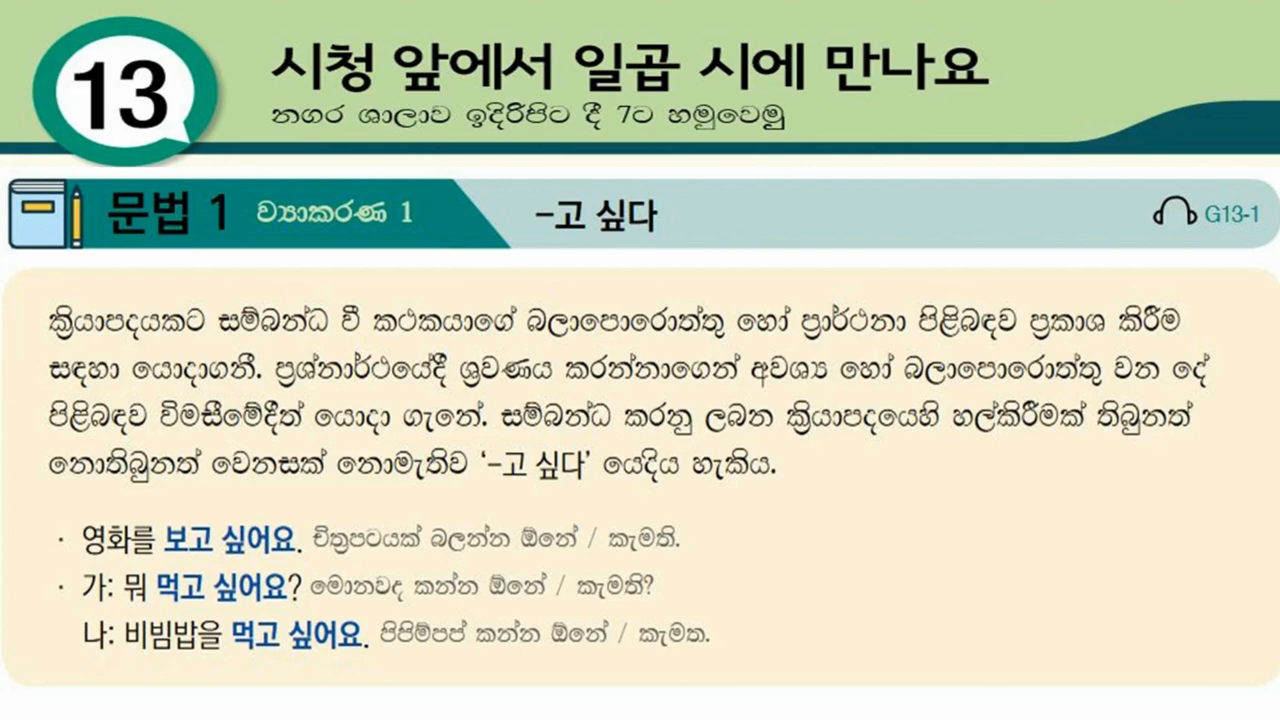 13
시청 앞에서 일곱 시에 만나요
නගර ශාලාව ඉදිරිපිට දී 7ට හමුවෙමු
문법 1 ව්‍යාකරණ 1 -고 싶다 G13-1
ක්‍රියාපදයකට සම්බන්ධ වී කථකයාගේ බලාපොරොත්තු හෝ ප්‍රාර්ථනා පිළිබඳව ප්‍රකාශ කිරීම
සඳහා යොදාගනී. ප්‍රශ්නාර්ථයේදී ශ්‍රවණය කරන්නාගෙන් අවශ්‍ය හෝ බලාපොරොත්තු වන දේ
පිළිබඳව විමසීමේදීත් යොදා ගැනේ. සම්බන්ධ කරනු ලබන ක්‍රියාපදයෙහි හල්කිරීමක් තිබුනත්
නොතිබුනත් වෙනසක් නොමැතිව ‘-고 싶다’ යෙදිය හැකිය.
· 영화를 보고 싶어요. චිත්‍රපටයක් බලන්න ඕනේ / කැමති.
· 가: 뭐 먹고 싶어요? මොනවද කන්න ඕනේ / කැමති?
나: 비빔밥을 먹고 싶어요. පිපිම්පප් කන්න ඕනේ / කැමත.